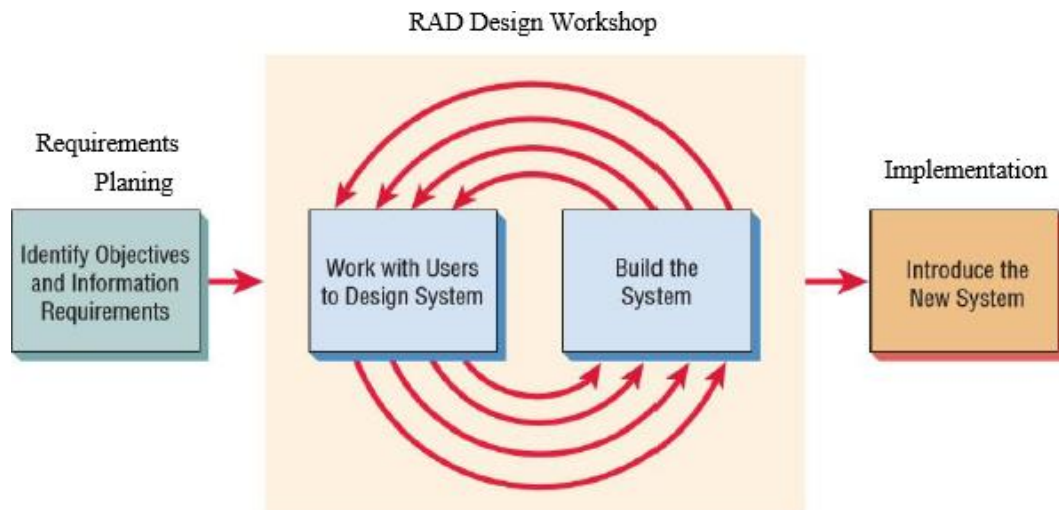 RAD Design Workshop
Requirements
Planing
Identify Objectives
and Information
Requirements
Work with Users
to Design System
Build the
System
Implementation
Introduce the
New System